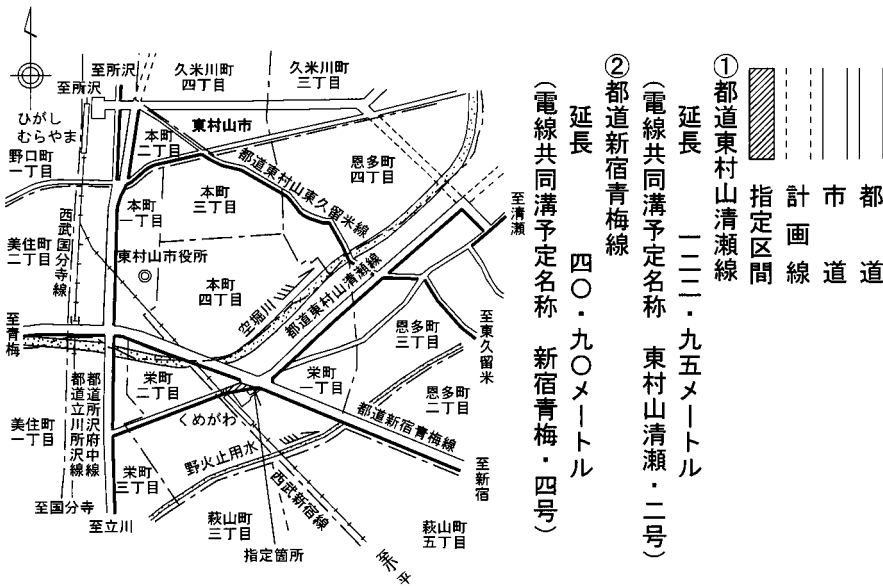 都道
市道
計画線
指定区間
①都道東村山清瀬線
延長 一二二・九五メートル
(電線共同溝予定名称 東村山清瀬・二号)
②都道新宿青梅線
延長 四〇・九〇メートル
(電線共同溝予定名称 新宿青梅・四号)
至所沢
至所沢
久米川町
四丁目
久米川町
三丁目
ひがし
むらやま
東村山市
本町
二丁目
野口町
一丁目
都道東村山東久留米線
恩多町
四丁目
本町
三丁目
本町
一丁目
至清瀬
西武国分寺線
美住町
二丁目
東村山市役所
本町
四丁目
空堀川
都道東村山清瀬線
至青梅
恩多町
三丁目
至東久留米
栄町
二丁目
栄町
一丁目
恩多町
二丁目
都道所沢府中線
都道立川所沢線
くめがわ
都道新宿青梅線
美住町
一丁目
野火止用水
栄町
三丁目
西武新宿線
至新宿
至国分寺
至立川
萩山町
三丁目
萩山町
五丁目
指定箇所
至小平